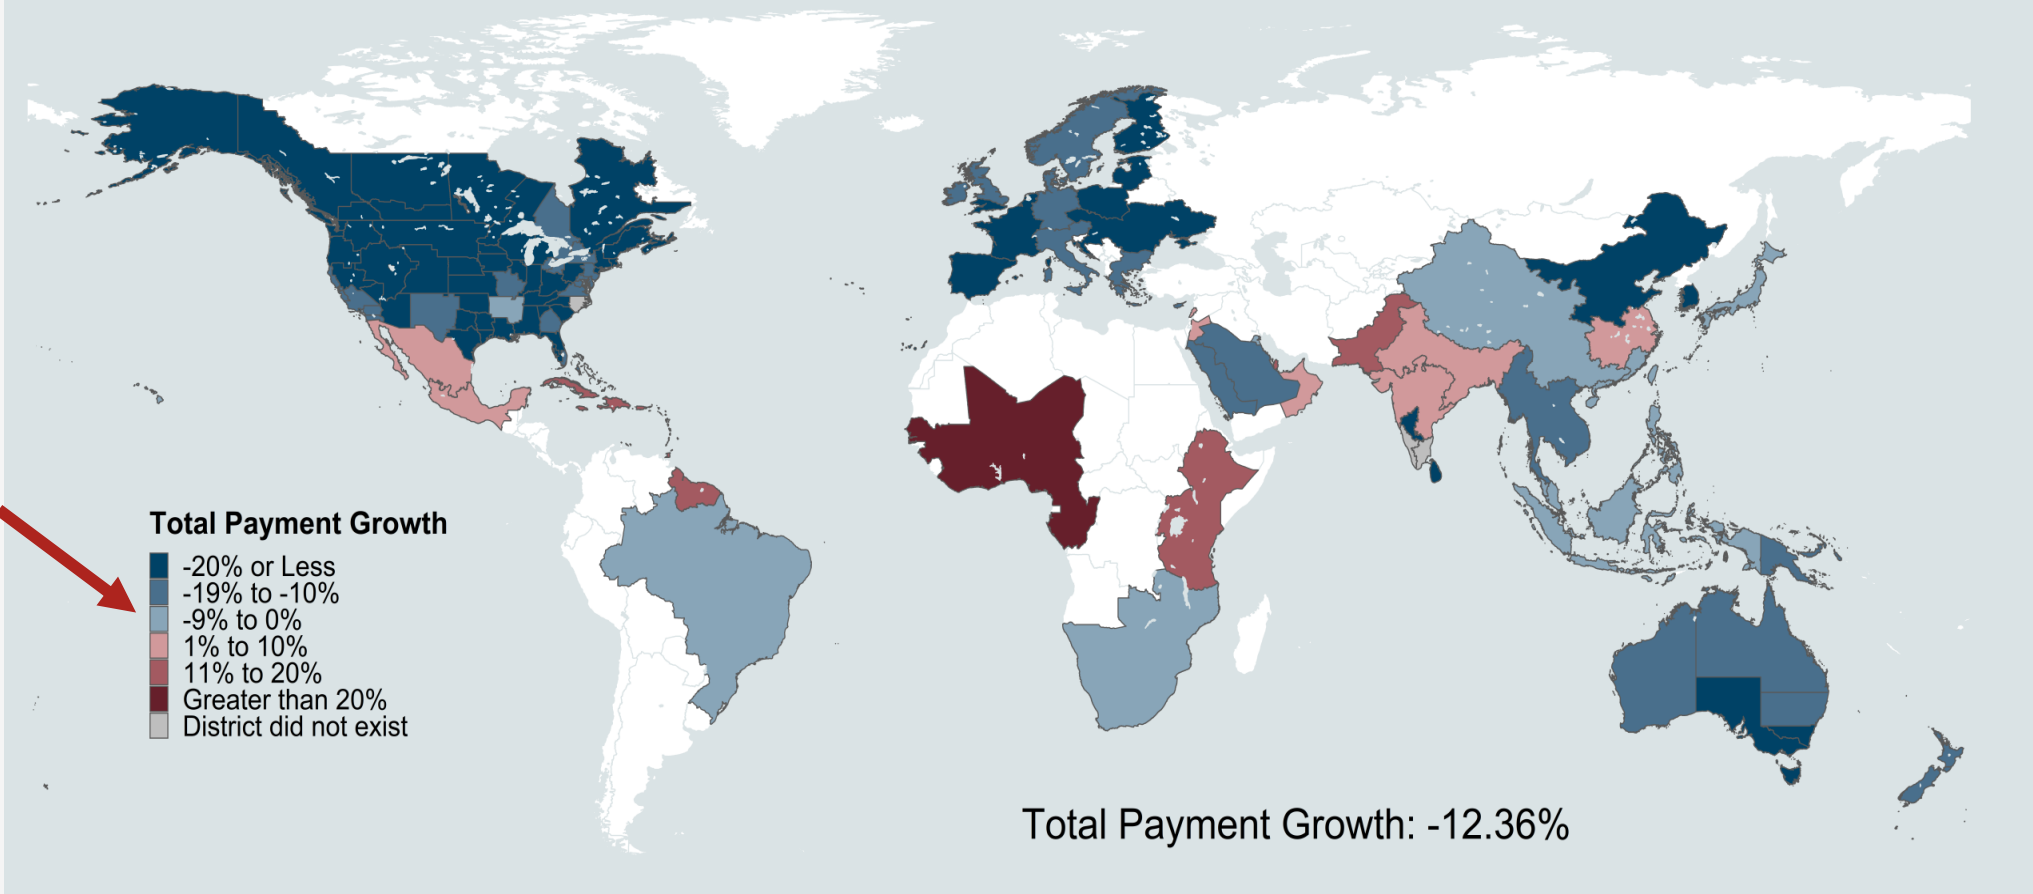 Total Payment Growth
-20% or Less
-19% to -10%
-9% to 0%
1% to 10%
11% to 20%
Greater than 20%
District did not exist
Total Payment Growth: -12.36%